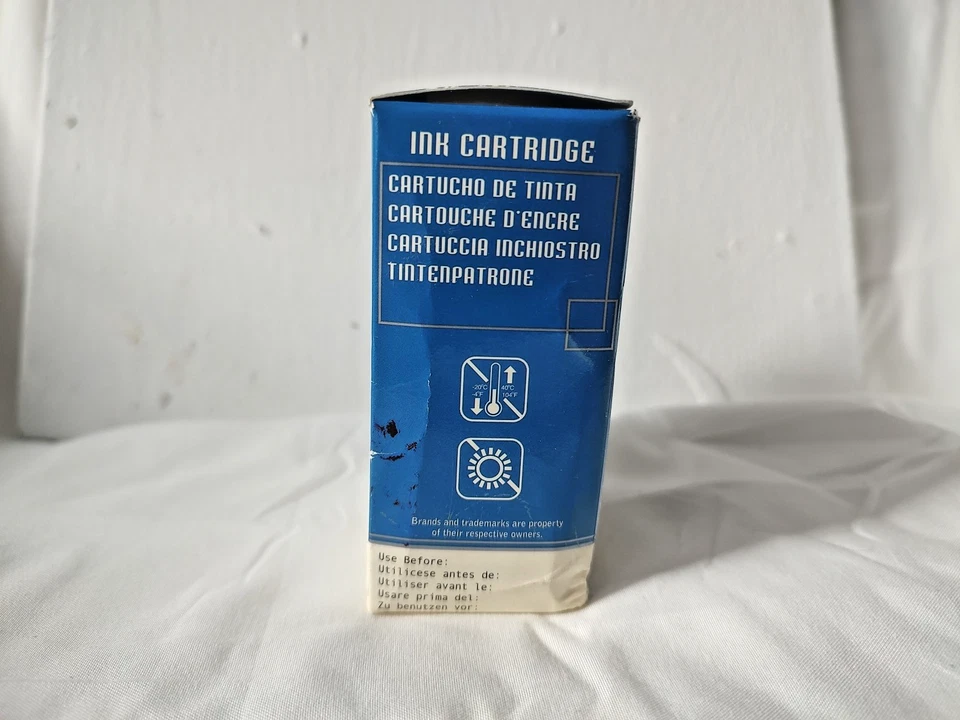 INK CARTRIDGE
CARTUCHO DE TINTA
CARTOUCHE D'ENCRE
CARTUCCIA INCHIOSTRO
TINTENPATRONE
-20°C 40°C
-4°F 104°F
Brands and trademarks are property
of their respective owners.
Use Before:
Utilicese antes de:
Utiliser avant le:
Usare prima del:
Zu benutzen vor: